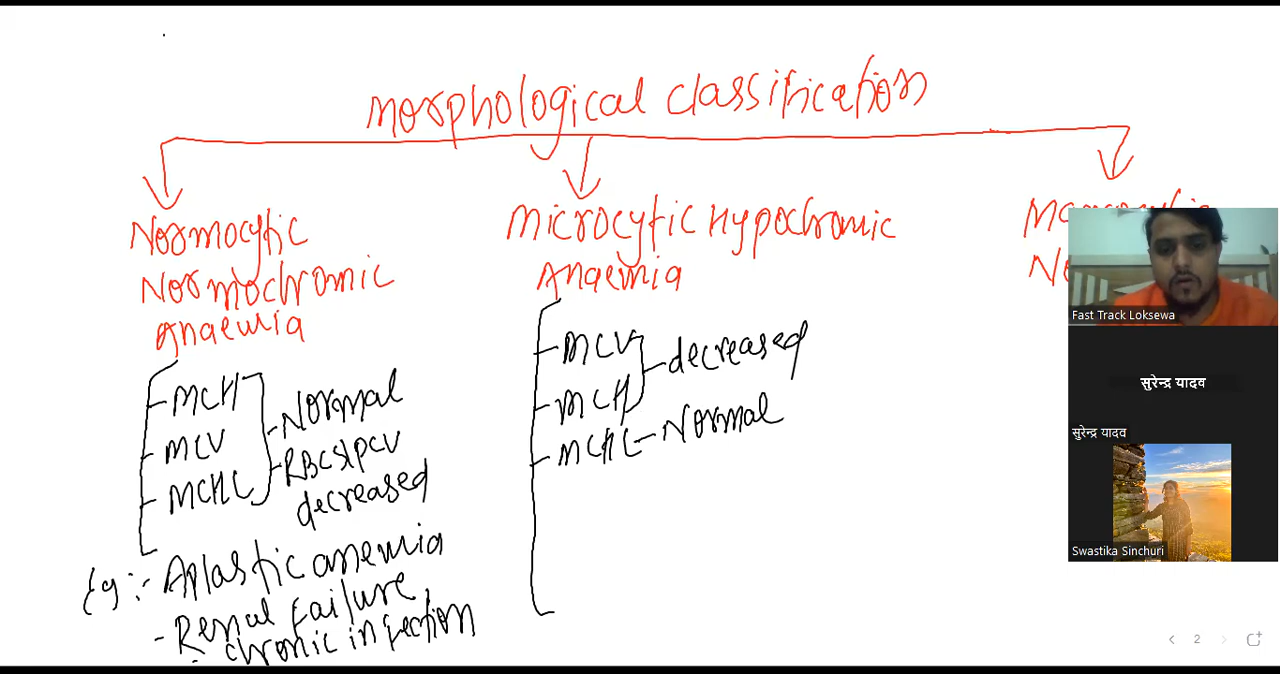 Morphological classification
Normocytic
Normochromic
Anaemia
MCH
MCV
MCHC
Normal
RBCs/PCV
decreased
Eg:- Aplastic anemia
- Renal failure,
- chronic infection
Microcytic Hypochromic
Anaemia
MCV
MCH
decreased
MCHC - Normal
Fast Track Loksewa
सुरेन्द्र यादव
सुरेन्द्र यादव
Swastika Sinchuri
2